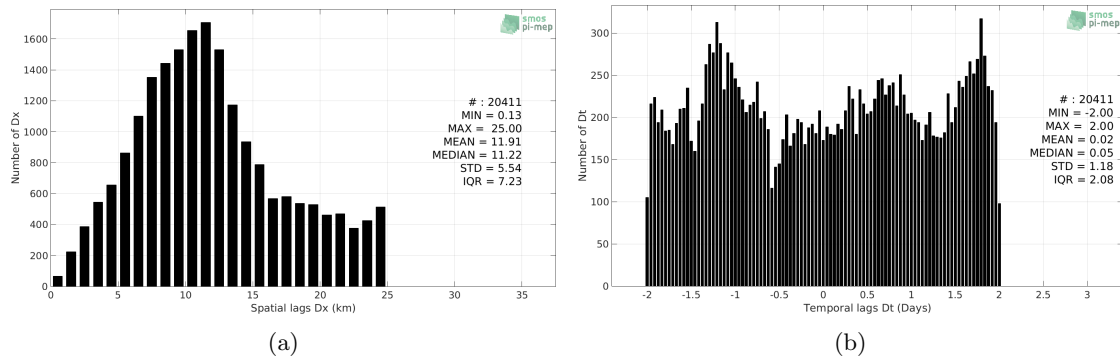 smos
pi-mep
1600
1400
1200
1000
800
600
400
200
0
Number of Dx
# : 20411
MIN = 0.13
MAX = 25.00
MEAN = 11.91
MEDIAN = 11.22
STD = 5.54
IQR = 7.23
0 5 10 15 20 25 30 35
Spatial lags Dx (km)
(a)
smos
pi-mep
300
250
200
150
100
50
0
Number of Dt
# : 20411
MIN = -2.00
MAX = 2.00
MEAN = 0.02
MEDIAN = 0.05
STD = 1.18
IQR = 2.08
-2 -1.5 -1 -0.5 0 0.5 1 1.5 2 2.5 3
Temporal lags Dt (Days)
(b)